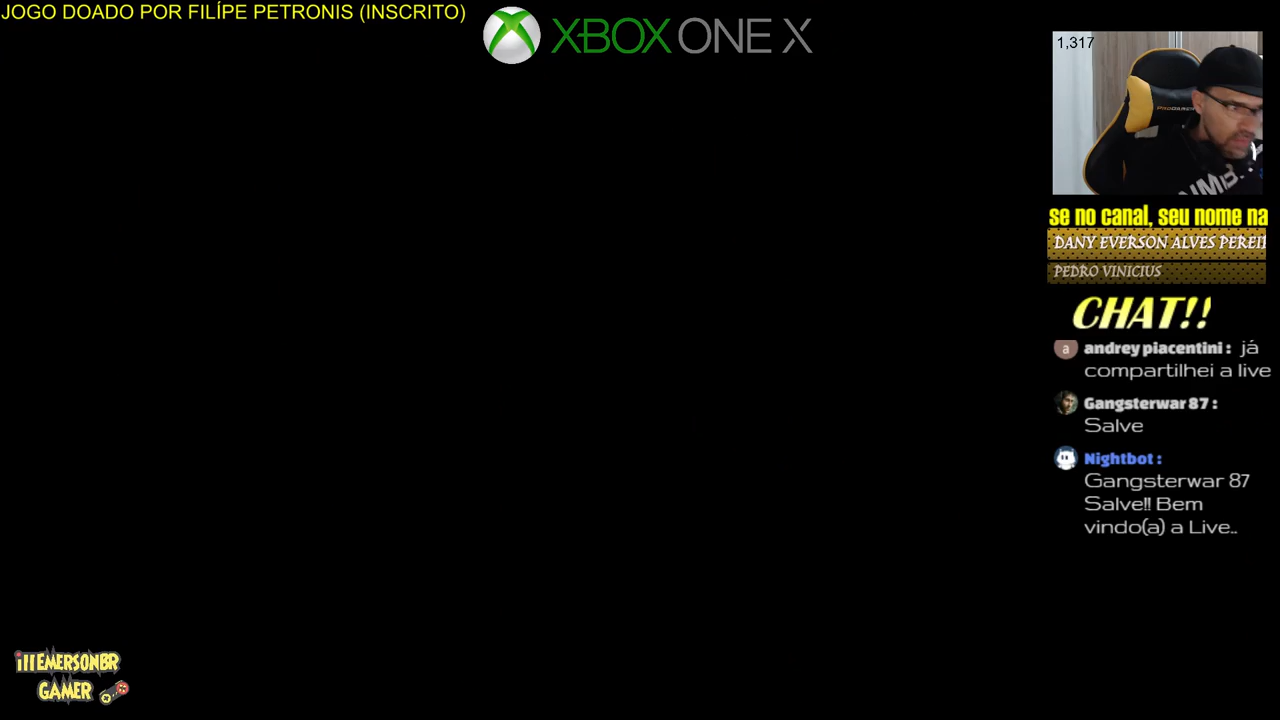 JOGO DOADO POR FILÍPE PETRONIS (INSCRITO)
XBOX ONE X
1,317
se no canal, seu nome na
DANY EVERSON ALVES PEREI
PEDRO VINICIUS
CHAT!!
a andrey piacentini : já
compartilhei a live
Gangsterwar 87 :
Salve
Nightbot :
Gangsterwar 87
Salve!! Bem
vindo(a) a Live..
illEMERSONBR
GAMER